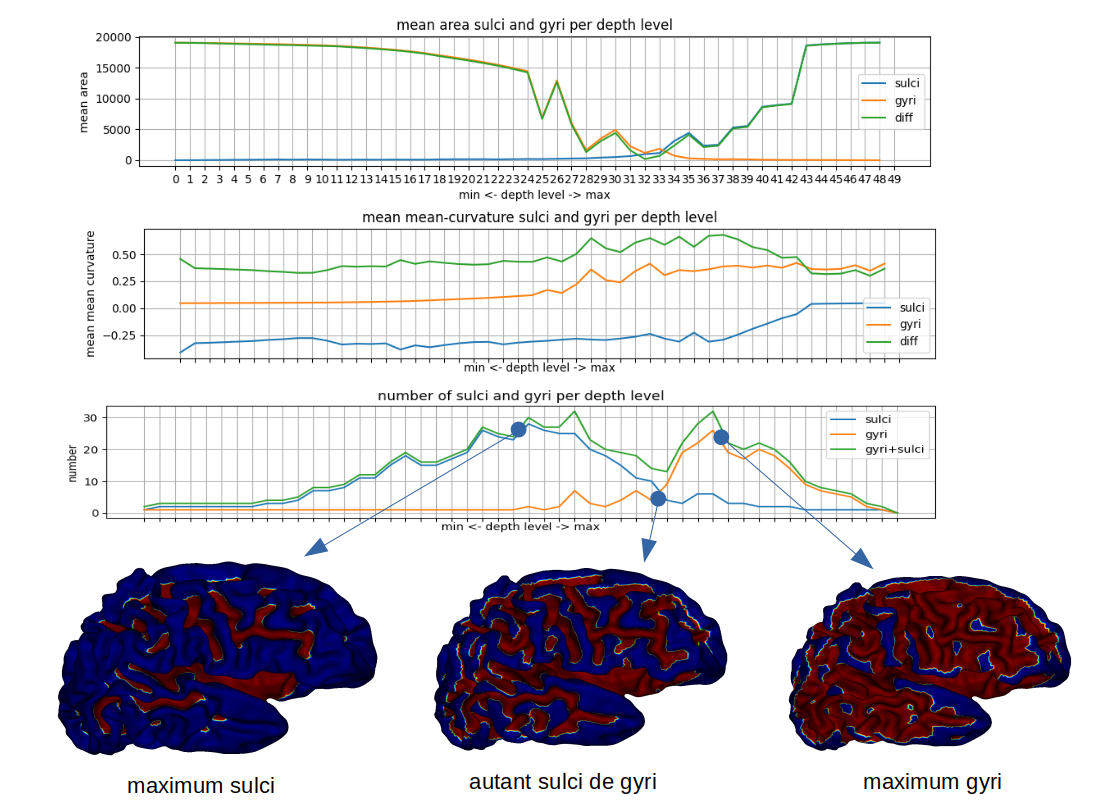 mean area sulci and gyri per depth level
20000
15000
10000
5000
0
mean area
sulci
gyri
diff
0 1 2 3 4 5 6 7 8 9 10 11 12 13 14 15 16 17 18 19 20 21 22 23 24 25 26 27 28 29 30 31 32 33 34 35 36 37 38 39 40 41 42 43 44 45 46 47 48 49
min <- depth level -> max
mean mean-curvature sulci and gyri per depth level
0.50
0.25
0.00
−0.25
mean mean curvature
sulci
gyri
diff
min <- depth level -> max
number of sulci and gyri per depth level
30
20
10
0
number
sulci
gyri
gyri+sulci
min <- depth level -> max
maximum sulci
autant sulci de gyri
maximum gyri